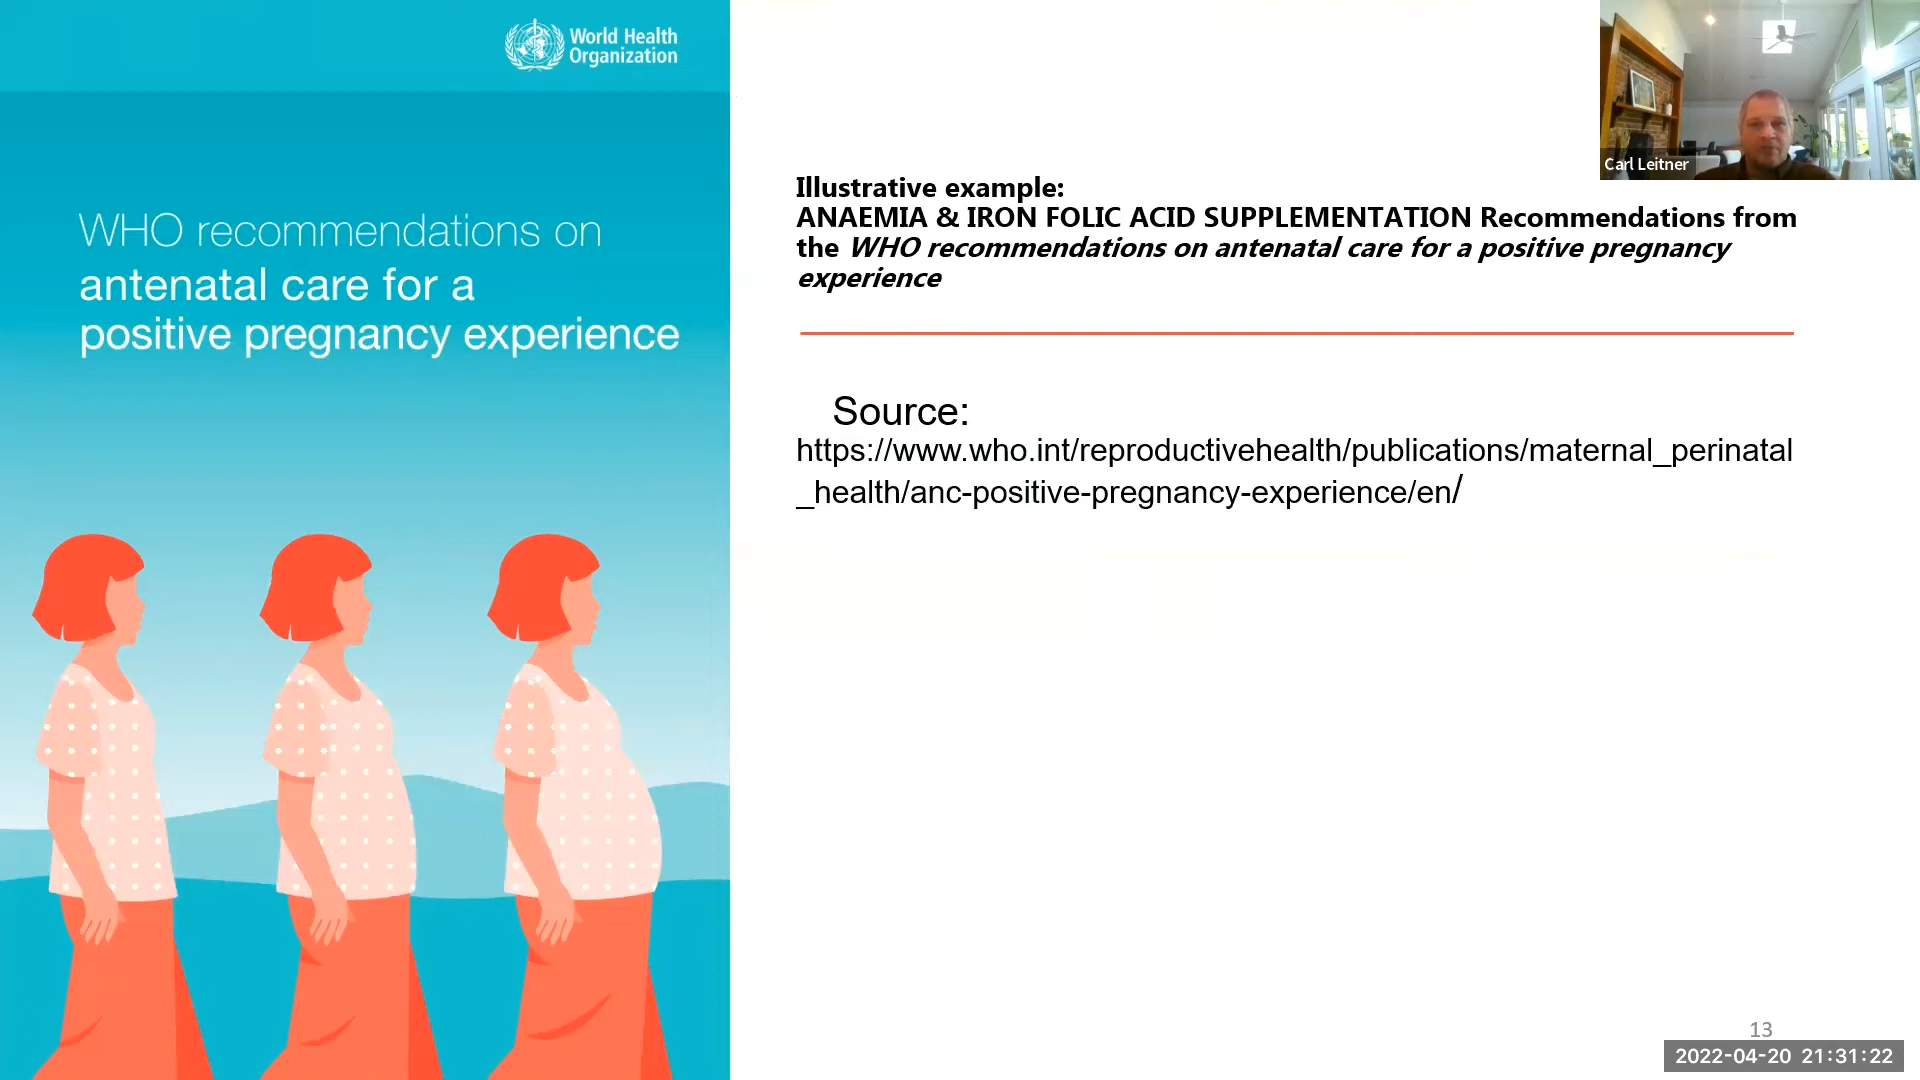 World Health
Organization
WHO recommendations on
antenatal care for a
positive pregnancy experience
Carl Leitner
Illustrative example:
ANAEMIA & IRON FOLIC ACID SUPPLEMENTATION Recommendations from
the WHO recommendations on antenatal care for a positive pregnancy
experience
Source:
https://www.who.int/reproductivehealth/publications/maternal_perinatal
_health/anc-positive-pregnancy-experience/en/
13
2022-04-20 21:31:22